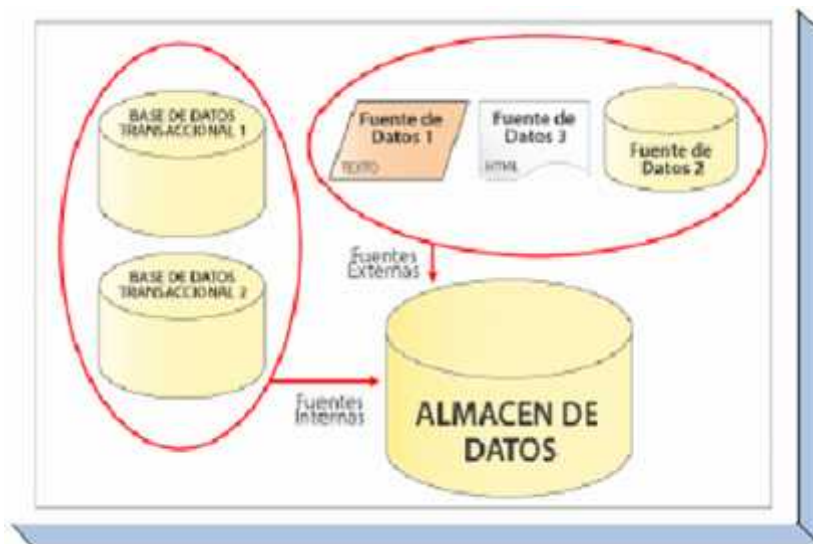 BASE DE DATOS
TRANSACCIONAL 1
BASE DE DATOS
TRANSACCIONAL 2
Fuente de
Datos 1
TEXTO
Fuente de
Datos 3
HTML
Fuente de
Datos 2
Fuentes
Externas
Fuentes
Internas
ALMACEN DE
DATOS